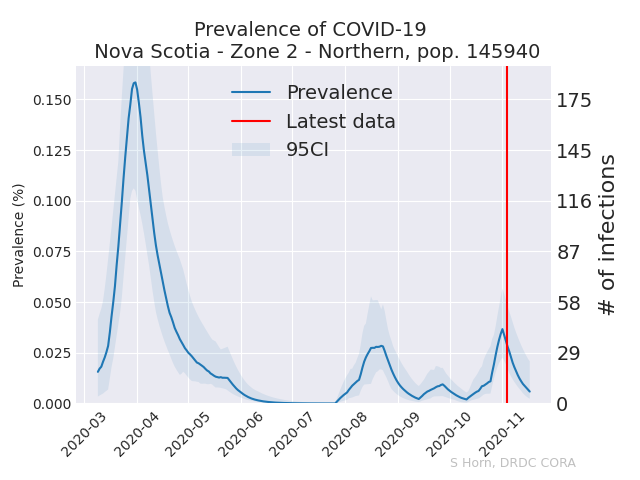 Prevalence of COVID-19
Nova Scotia - Zone 2 - Northern, pop. 145940
Prevalence
Latest data
95CI
Prevalence (%)
0.150
0.125
0.100
0.075
0.050
0.025
0.000
175
145
116
87
58
29
0
# of infections
2020-03
2020-04
2020-05
2020-06
2020-07
2020-08
2020-09
2020-10
2020-11
S Horn, DRDC CORA